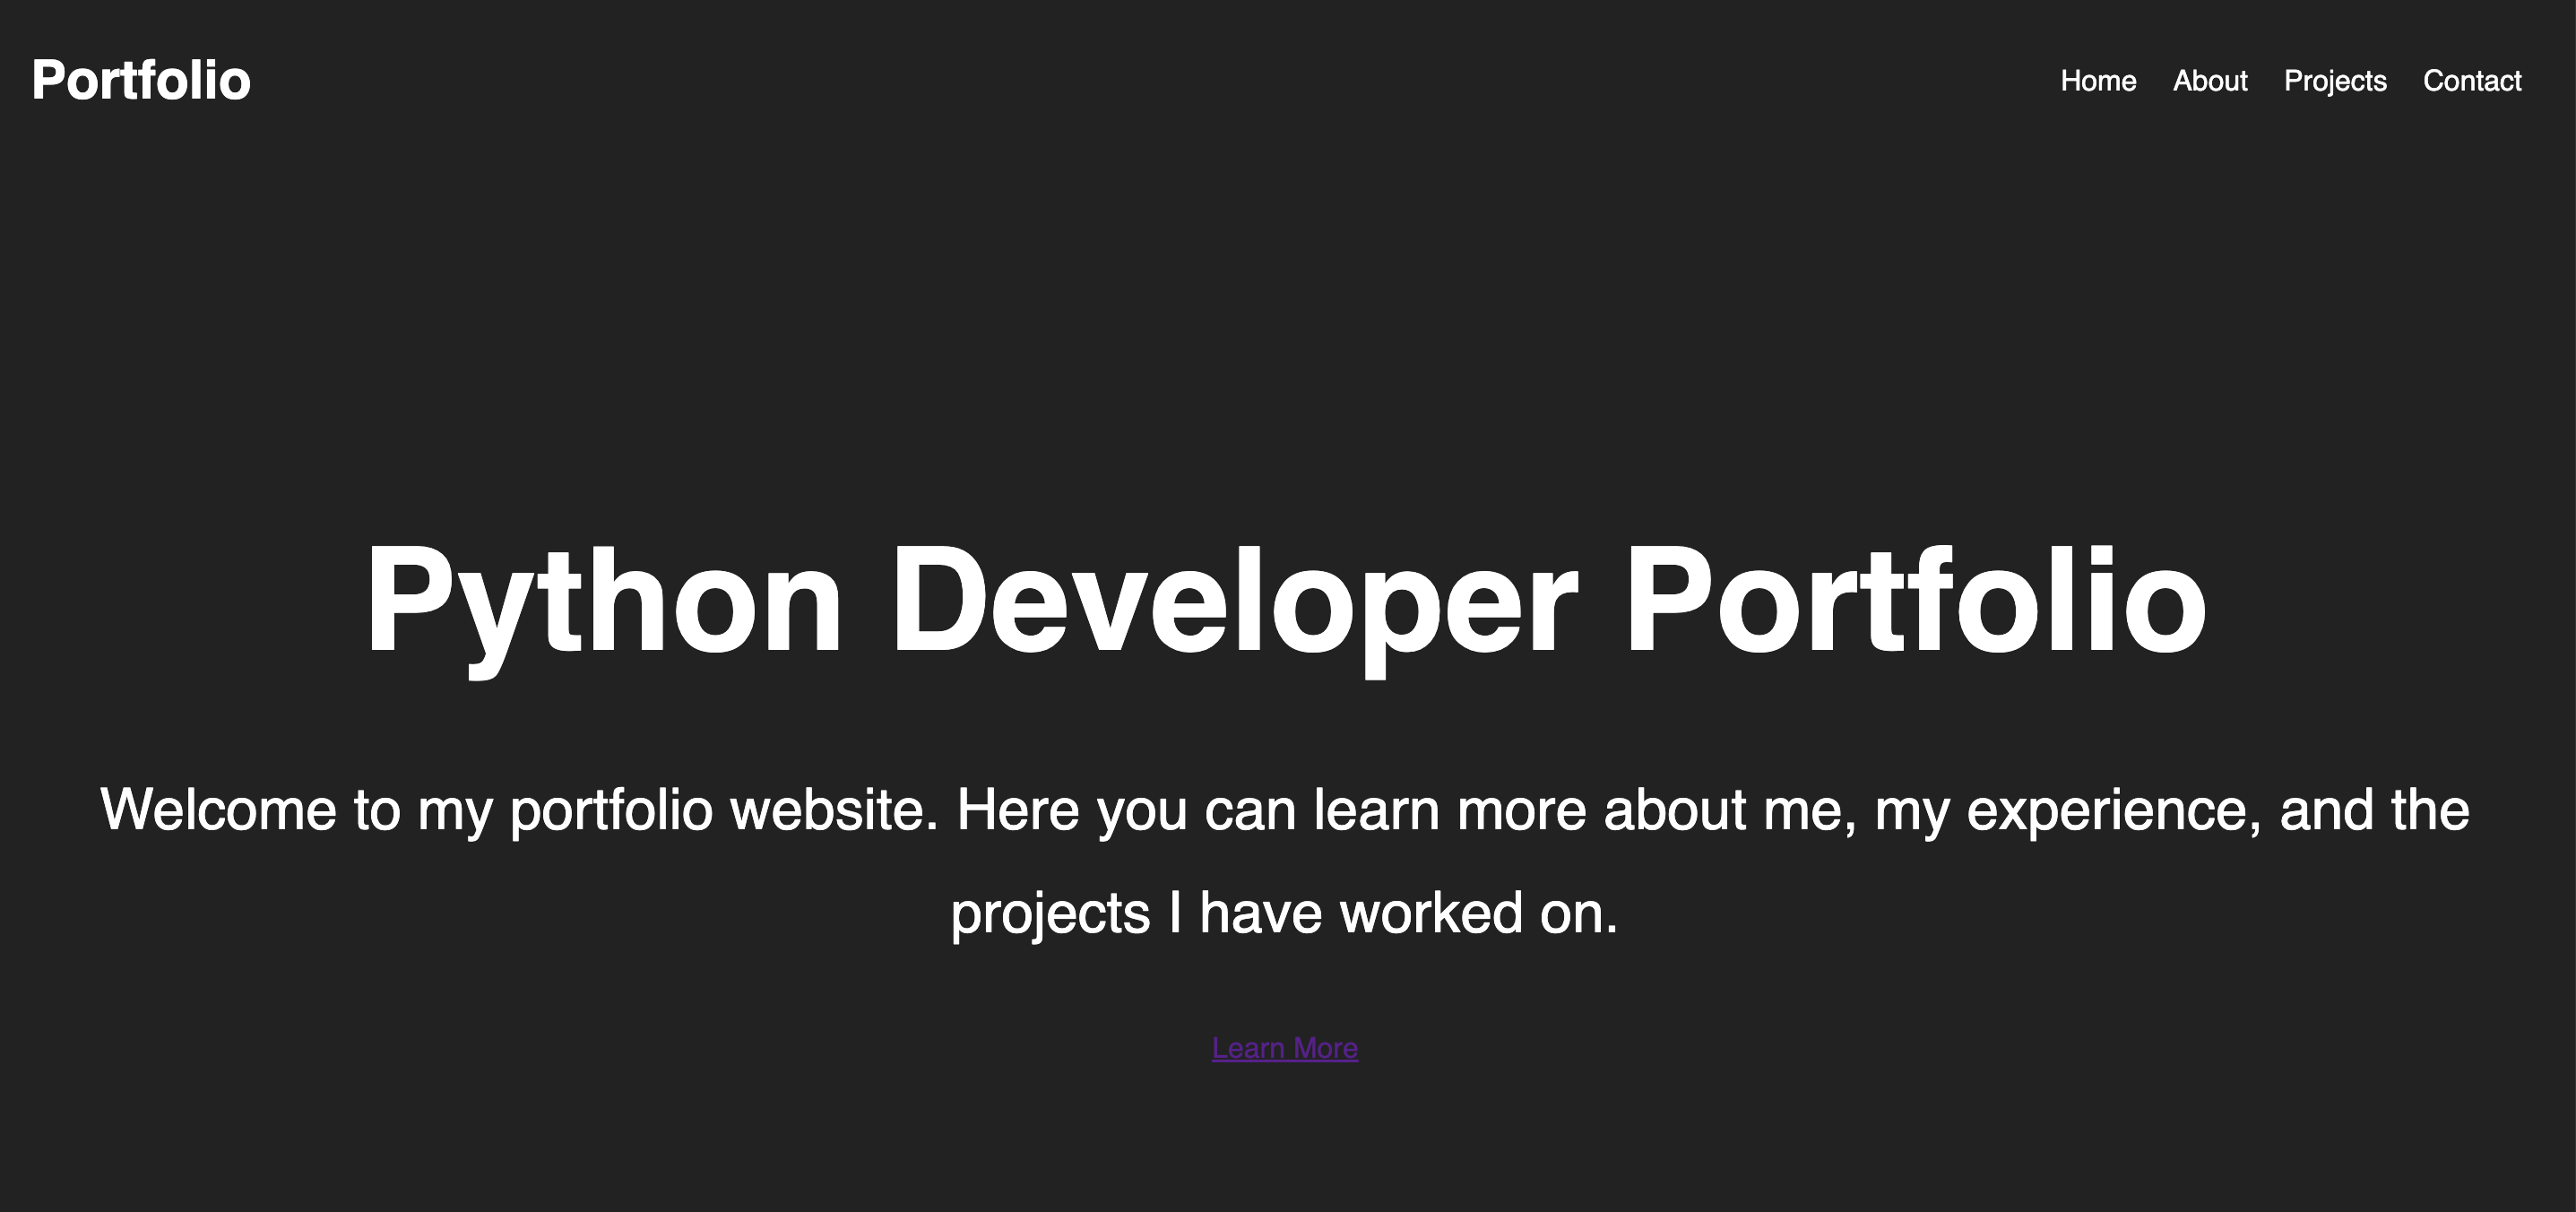 Portfolio
Home About Projects Contact
Python Developer Portfolio
Welcome to my portfolio website. Here you can learn more about me, my experience, and the
projects I have worked on.
Learn More